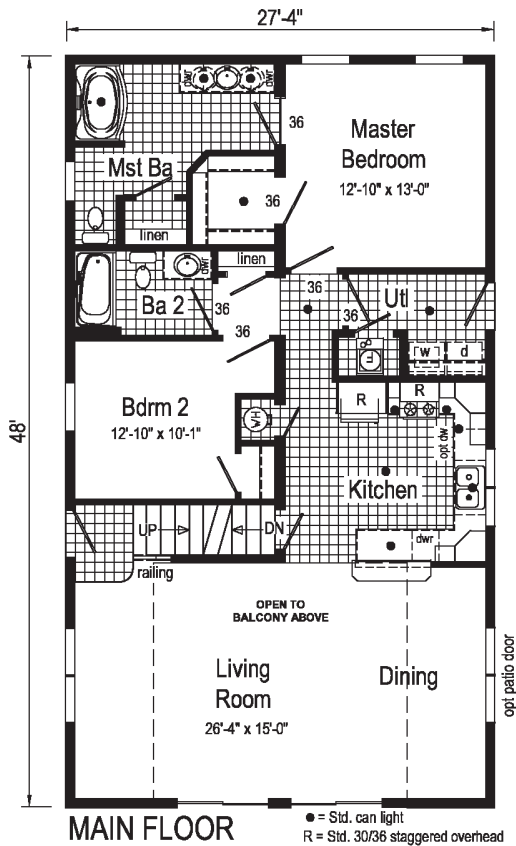 27'-4"
dwr
dwr
36
Master
Bedroom
12'-10" x 13'-0"
Mst Ba
36
linen
linen
dwr
Ba 2
36
36
36
36
Utl
w
d
F
48'
Bdrm 2
12'-10" x 10'-1"
WH
R
R
opt dw
Kitchen
UP
DN
dwr
railing
OPEN TO
BALCONY ABOVE
Living
Room
26'-4" x 15'-0"
Dining
opt patio door
MAIN FLOOR
● = Std. can light
R = Std. 30/36 staggered overhead